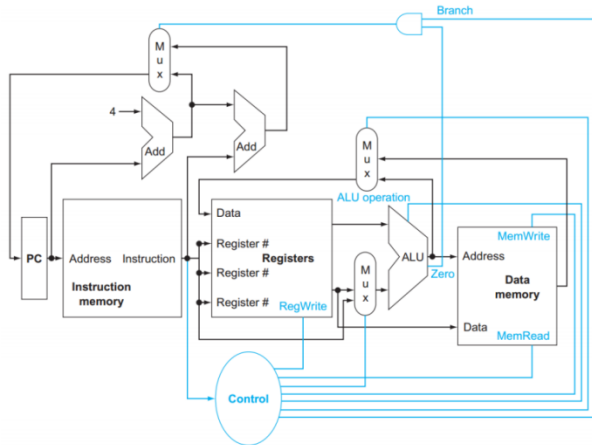 Branch
M
u
x
4
Add
Add
M
u
x
ALU operation
Data
PC
Address Instruction
Register #
Registers
Register #
Register #
Instruction
memory
RegWrite
M
u
x
ALU
Zero
MemWrite
Address
Data
memory
Data
MemRead
Control